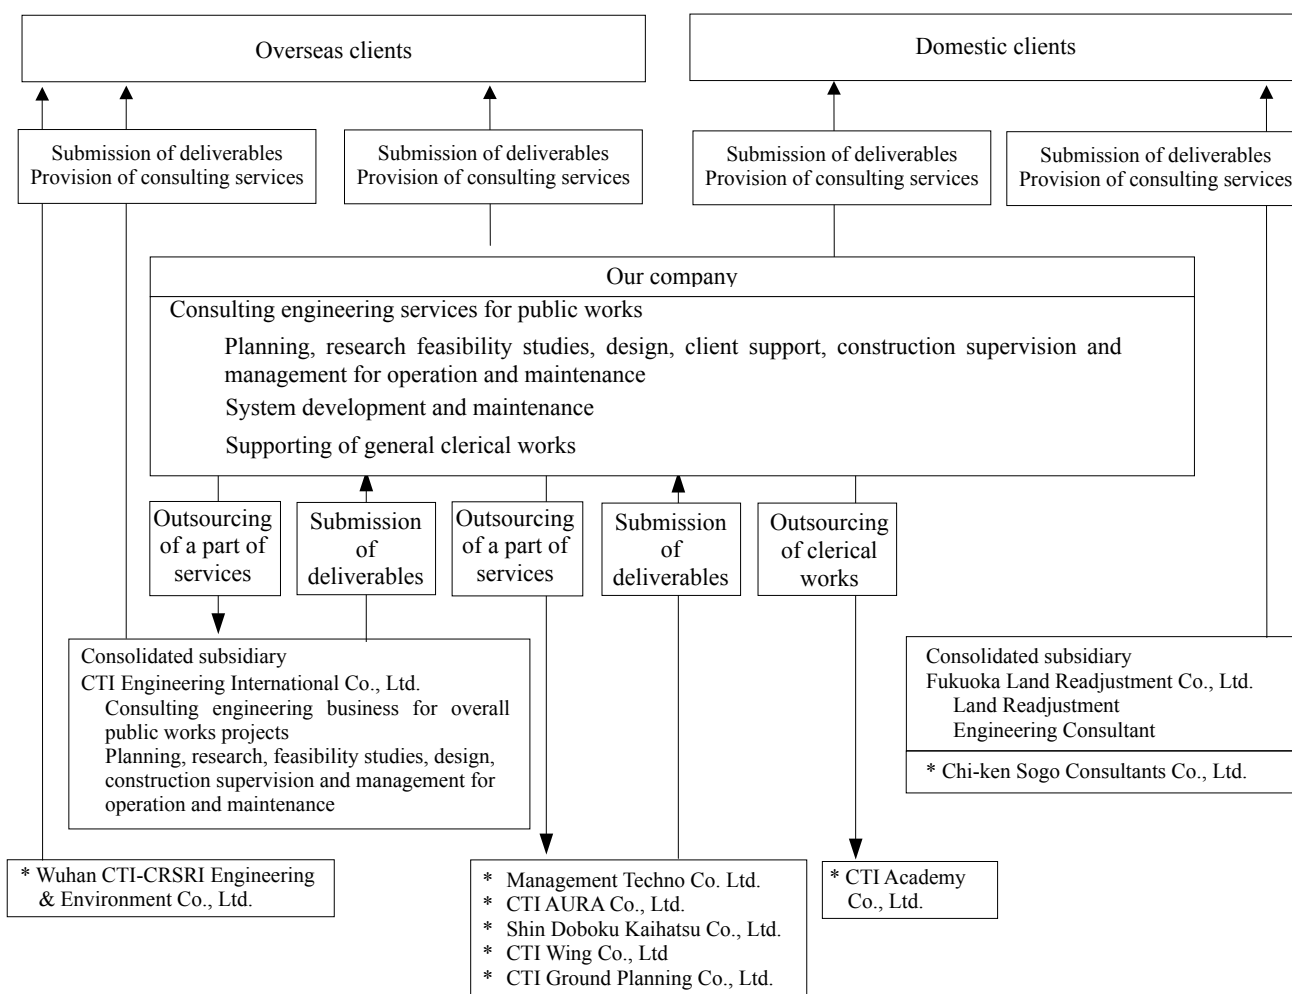 Overseas clients
Domestic clients
Submission of deliverables
Provision of consulting services
Submission of deliverables
Provision of consulting services
Submission of deliverables
Provision of consulting services
Submission of deliverables
Provision of consulting services
Our company
Consulting engineering services for public works
Planning, research feasibility studies, design, client support, construction supervision and
management for operation and maintenance
System development and maintenance
Supporting of general clerical works
Outsourcing
of a part of
services
Submission
of
deliverables
Outsourcing
of a part of
services
Submission
of
deliverables
Outsourcing
of clerical
works
Consolidated subsidiary
CTI Engineering International Co., Ltd.
Consulting engineering business for overall
public works projects
Planning, research, feasibility studies, design,
construction supervision and management for
operation and maintenance
Consolidated subsidiary
Fukuoka Land Readjustment Co., Ltd.
Land Readjustment
Engineering Consultant
* Chi-ken Sogo Consultants Co., Ltd.
* Wuhan CTI-CRSRI Engineering
& Environment Co., Ltd.
* Management Techno Co. Ltd.
* CTI AURA Co., Ltd.
* Shin Doboku Kaihatsu Co., Ltd.
* CTI Wing Co., Ltd
* CTI Ground Planning Co., Ltd.
* CTI Academy
Co., Ltd.